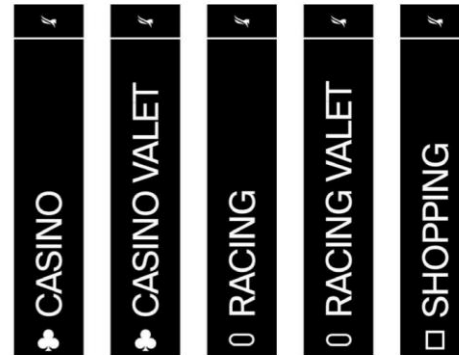 CASINO
CASINO VALET
RACING
RACING VALET
SHOPPING